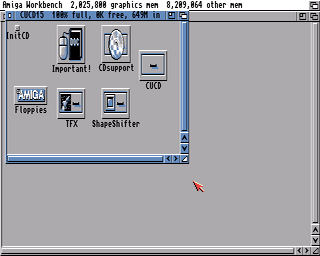 Amiga Workbench  2,025,800 graphics mem  8,209,064 other mem
CUCD15  100% full, 0K free, 649M in
InitCD
Important!
CDsupport
CUCD
AMIGA
Floppies
TFX
ShapeShifter